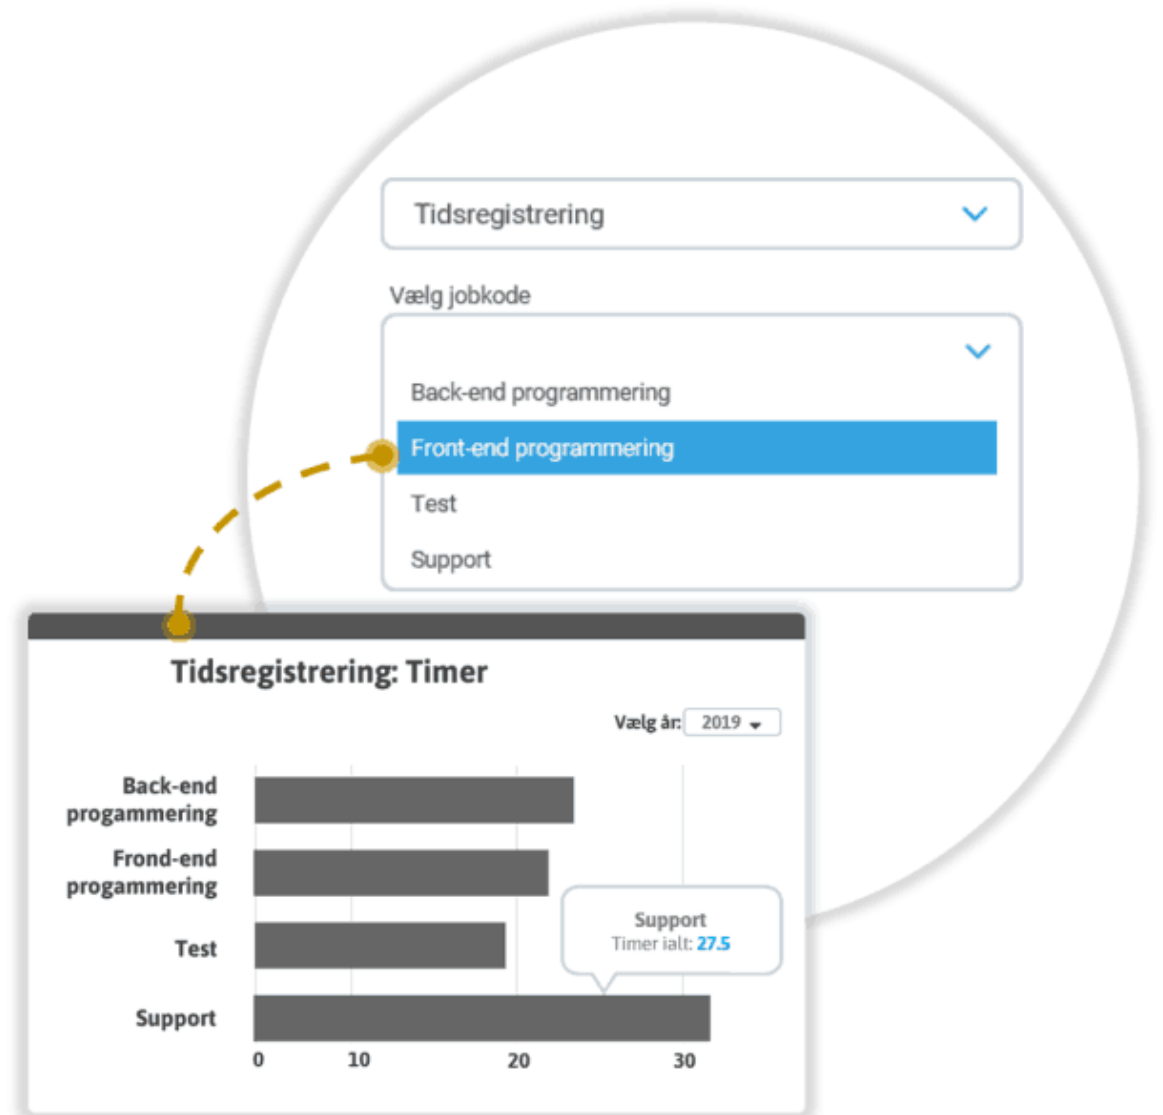 Tidsregistrering
Vælg jobkode
Back-end programmering
Front-end programmering
Test
Support
Tidsregistrering: Timer
Vælg år: 2019
Back-end
progammering
Frond-end
progammering
Test
Support
Support
Timer ialt: 27.5
0 10 20 30